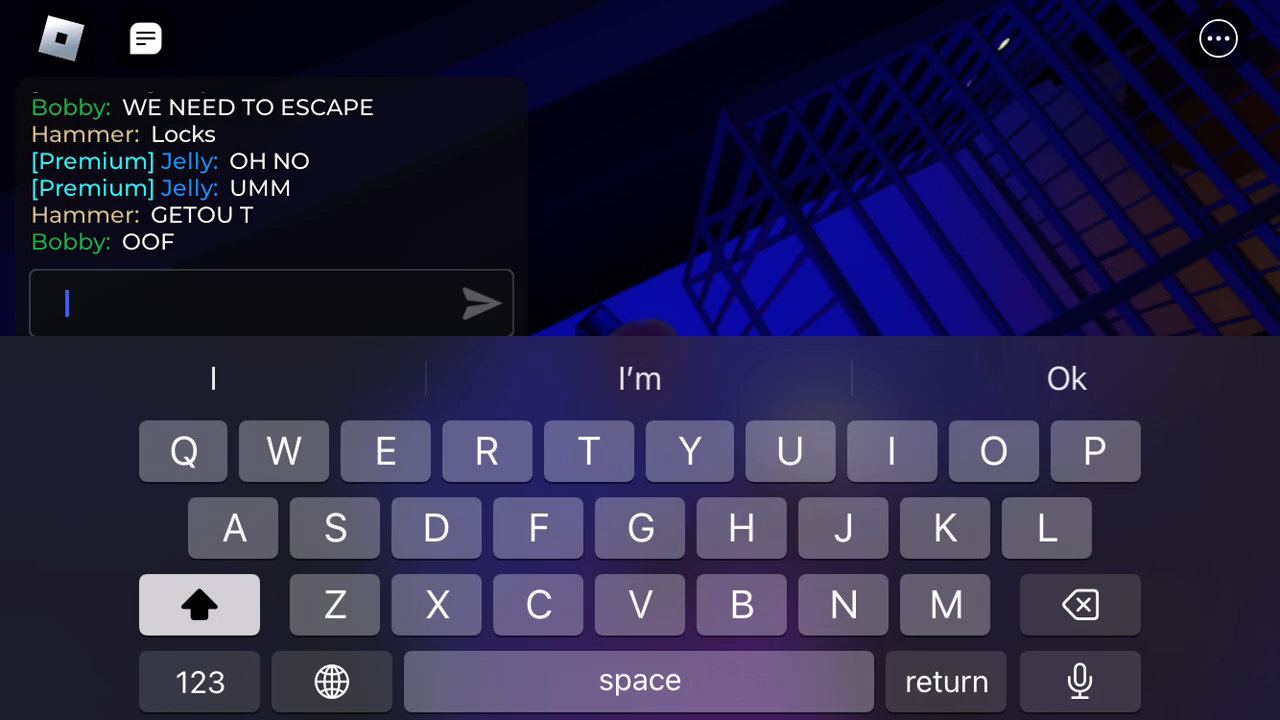 Bobby: WE NEED TO ESCAPE
Hammer: Locks
[Premium] Jelly: OH NO
[Premium] Jelly: UMM
Hammer: GETOU T
Bobby: OOF
I I’m Ok
Q W E R T Y U I O P
A S D F G H J K L
Z X C V B N M
123 space return